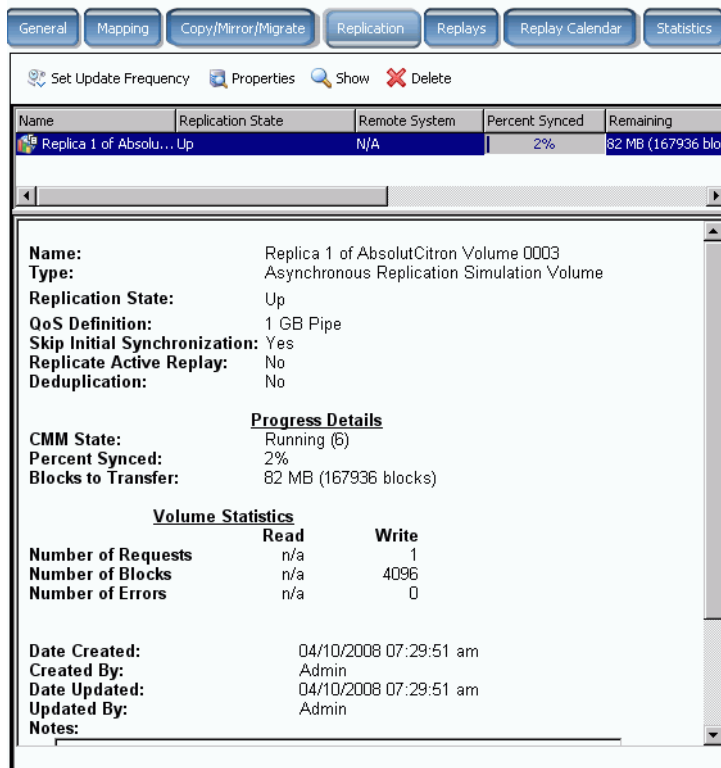 General Mapping Copy/Mirror/Migrate Replication Replays Replay Calendar Statistics
Set Update Frequency Properties Show Delete
Name Replication State Remote System Percent Synced Remaining
Replica 1 of Absolu... Up N/A 2% 82 MB (167936 blo
Name: Replica 1 of AbsolutCitron Volume 0003
Type: Asynchronous Replication Simulation Volume
Replication State: Up
QoS Definition: 1 GB Pipe
Skip Initial Synchronization: Yes
Replicate Active Replay: No
Deduplication: No
Progress Details
CMM State: Running (6)
Percent Synced: 2%
Blocks to Transfer: 82 MB (167936 blocks)
Volume Statistics
Read Write
Number of Requests n/a 1
Number of Blocks n/a 4096
Number of Errors n/a 0
Date Created: 04/10/2008 07:29:51 am
Created By: Admin
Date Updated: 04/10/2008 07:29:51 am
Updated By: Admin
Notes: